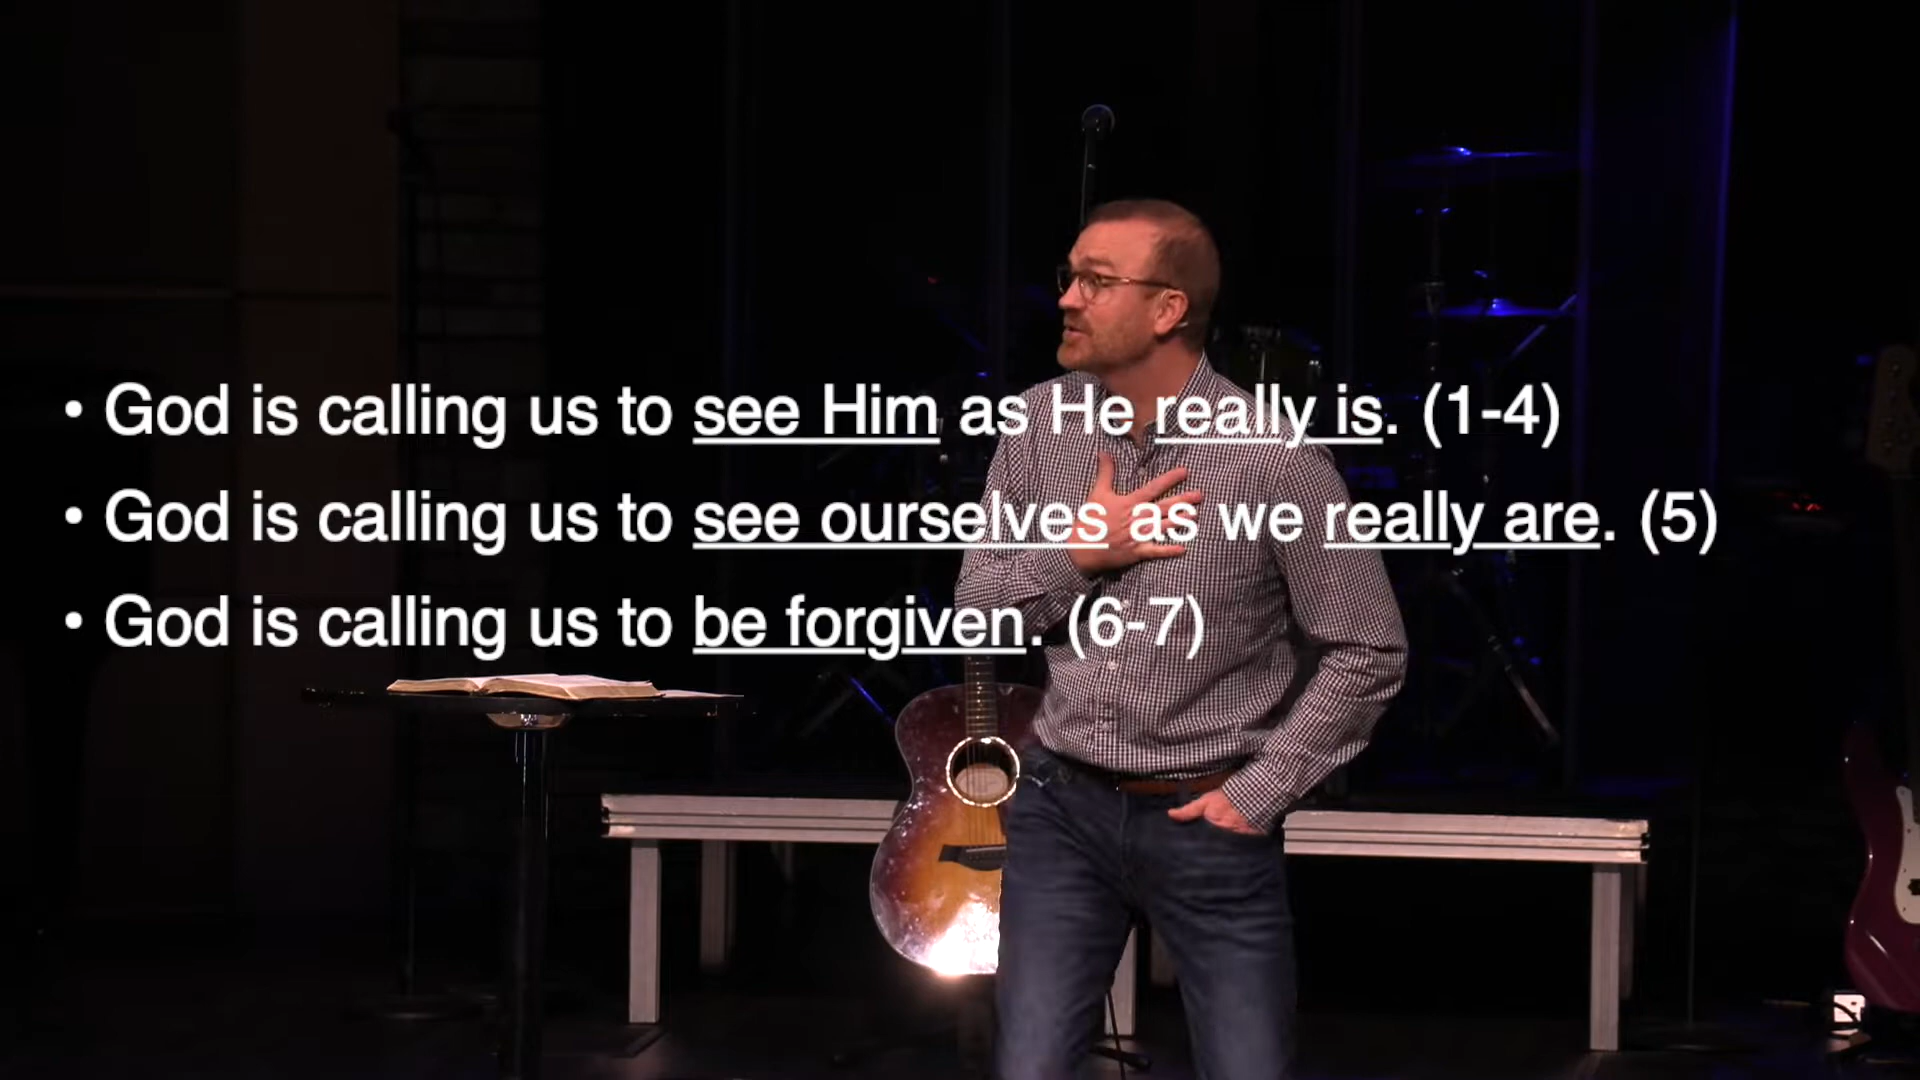 • God is calling us to see Him as He really is. (1-4)
• God is calling us to see ourselves as we really are. (5)
• God is calling us to be forgiven. (6-7)